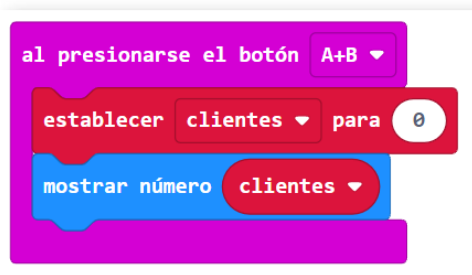 al presionarse el botón A+B
establecer clientes para 0
mostrar número clientes